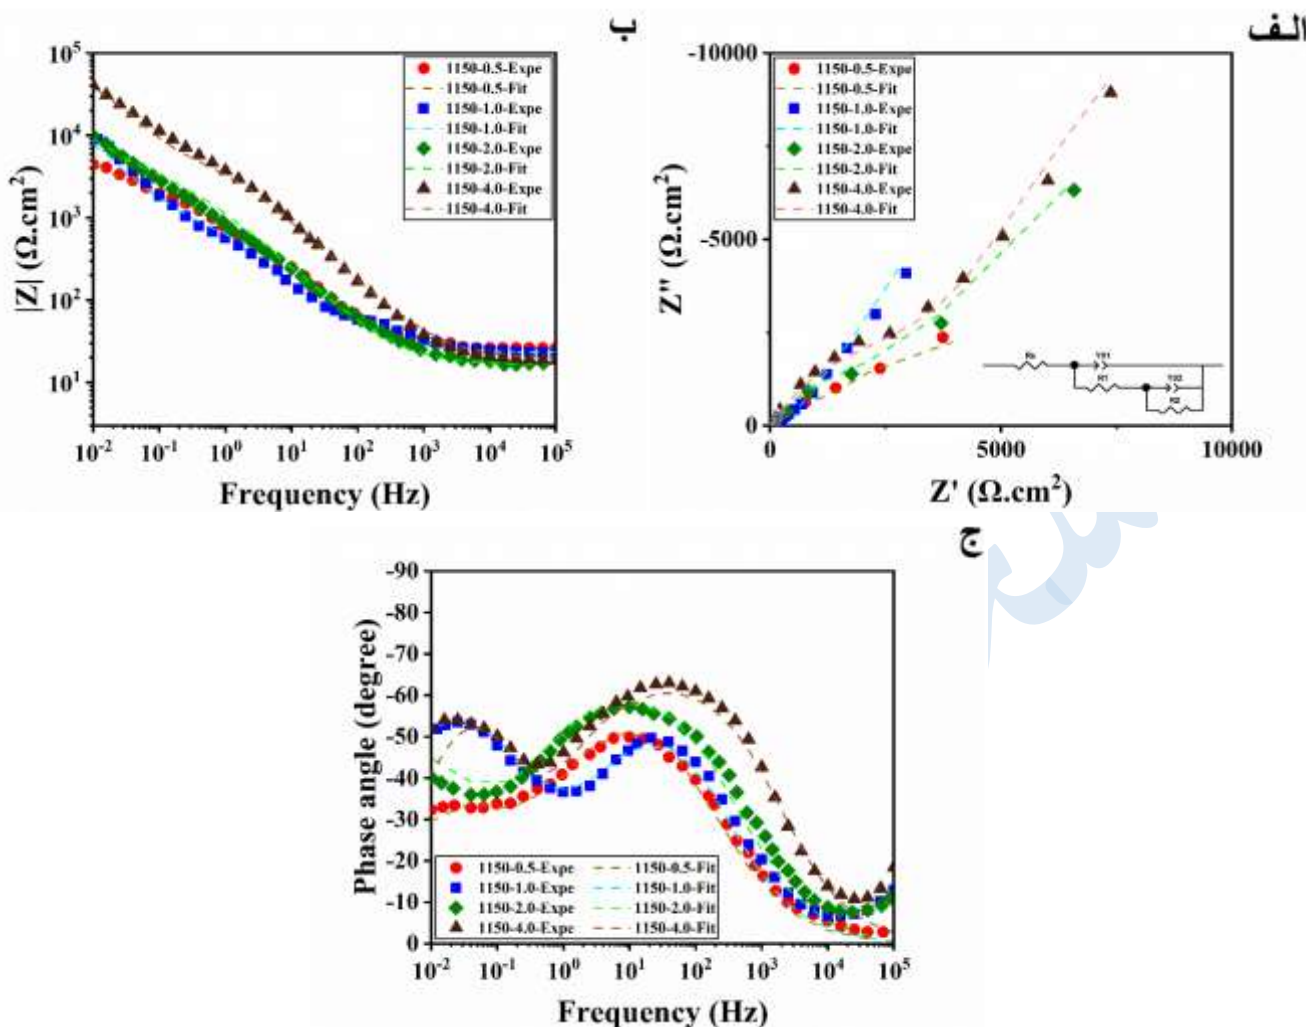 الف
-10000
-5000
0
0
5000
10000
Z'' (Ω.cm²)
Z' (Ω.cm²)
1150-0.5-Expe
1150-0.5-Fit
1150-1.0-Expe
1150-1.0-Fit
1150-2.0-Expe
1150-2.0-Fit
1150-4.0-Expe
1150-4.0-Fit
Rs
R1
R2
ب
10⁵
10⁴
10³
10²
10¹
|Z| (Ω.cm²)
10⁻² 10⁻¹ 10⁰ 10¹ 10² 10³ 10⁴ 10⁵
Frequency (Hz)
1150-0.5-Expe
1150-0.5-Fit
1150-1.0-Expe
1150-1.0-Fit
1150-2.0-Expe
1150-2.0-Fit
1150-4.0-Expe
1150-4.0-Fit
ج
-90
-80
-70
-60
-50
-40
-30
-20
-10
0
Phase angle (degree)
10⁻² 10⁻¹ 10⁰ 10¹ 10² 10³ 10⁴ 10⁵
Frequency (Hz)
1150-0.5-Expe 1150-0.5-Fit
1150-1.0-Expe 1150-1.0-Fit
1150-2.0-Expe 1150-2.0-Fit
1150-4.0-Expe 1150-4.0-Fit